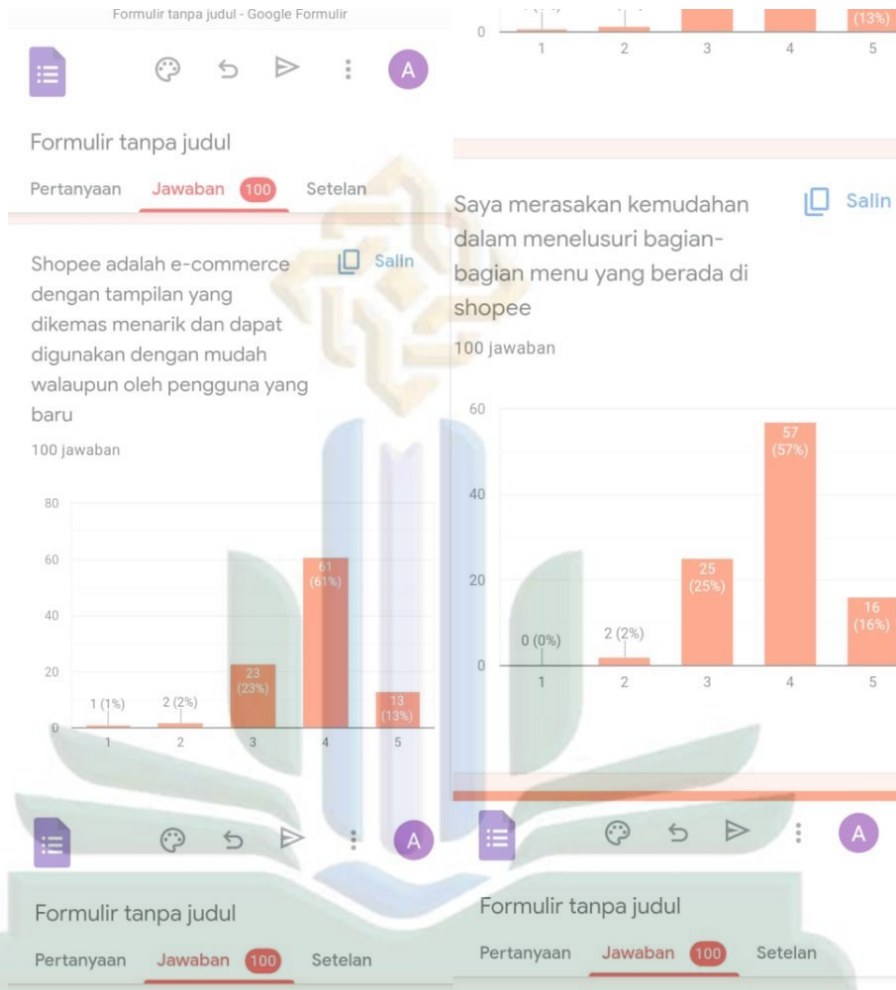 Formulir tanpa judul - Google Formulir
A
Formulir tanpa judul
Pertanyaan Jawaban 100 Setelan
Shopee adalah e-commerce
dengan tampilan yang
dikemas menarik dan dapat
digunakan dengan mudah
walaupun oleh pengguna yang
baru
Salin
100 jawaban
80
60
40
20
0
1 (1%)
2 (2%)
23
(23%)
61
(61%)
13
(13%)
1 2 3 4 5
A
Formulir tanpa judul
Pertanyaan Jawaban 100 Setelan
0
(13%)
1 2 3 4 5
Saya merasakan kemudahan
dalam menelusuri bagian-
bagian menu yang berada di
shopee
Salin
100 jawaban
60
40
20
0
0 (0%)
2 (2%)
25
(25%)
57
(57%)
16
(16%)
1 2 3 4 5
A
Formulir tanpa judul
Pertanyaan Jawaban 100 Setelan